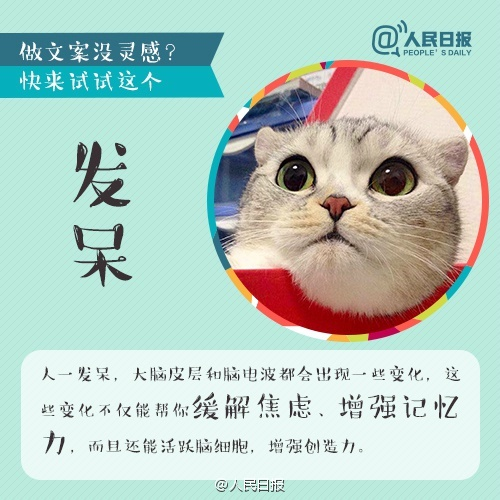 做文案没灵感?
快来试试这个
@人民日报
PEOPLE'S DAILY
发
呆
人一发呆，大脑皮层和脑电波都会出现一些变化，这
些变化不仅能帮你缓解焦虑、增强记忆
力，而且还能活跃脑细胞，增强创造力。
@人民日报